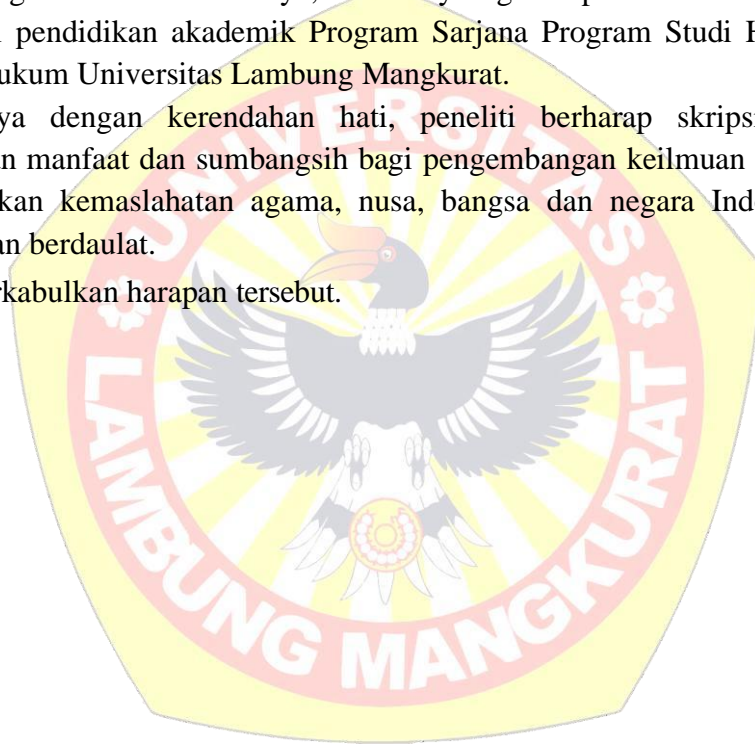 pendidikan akademik Program Sarjana Program Studi
ukum Universitas Lambung Mangkurat.
ya dengan kerendahan hati, peneliti berharap skripsi
an manfaat dan sumbangsih bagi pengembangan keilmuan
kan kemaslahatan agama, nusa, bangsa dan negara Ind
an berdaulat.
rkabulkan harapan tersebut.
UNIVERSITAS
LAMBUNG MANGKURAT